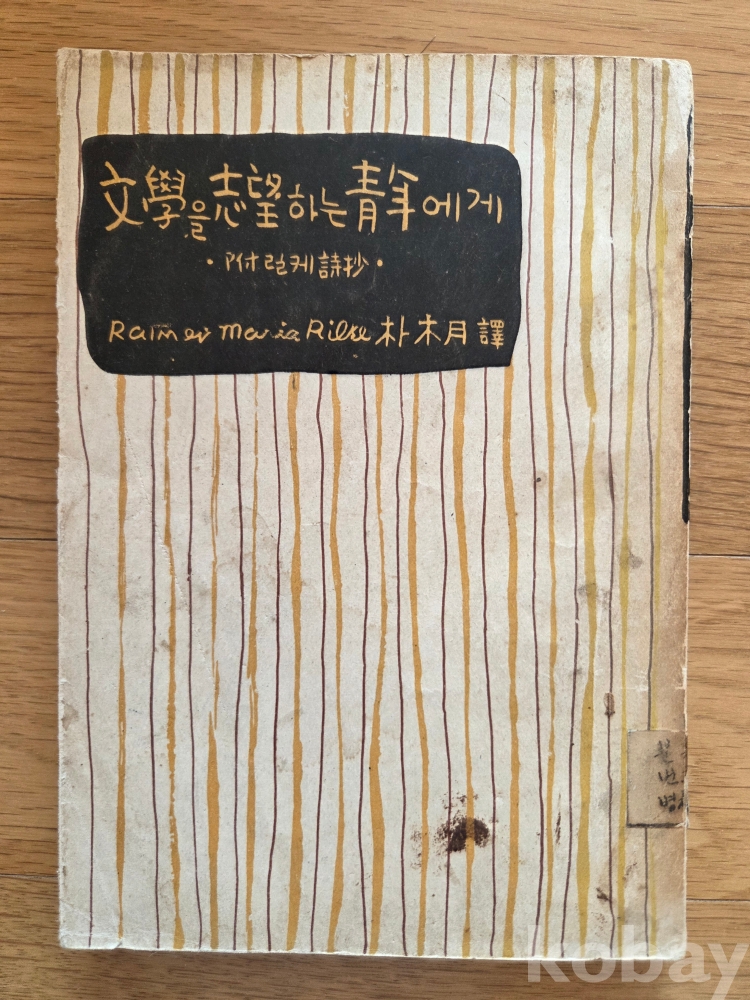 文學을 志望하는 靑年에게
·附 릴케 詩抄·
Rainer Maria Rilke 朴木月 譯
kobay